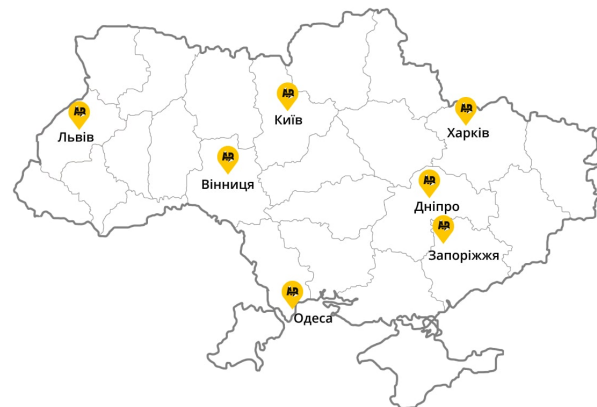 Київ
Львів
Харків
Вінниця
Дніпро
Запоріжжя
Одеса